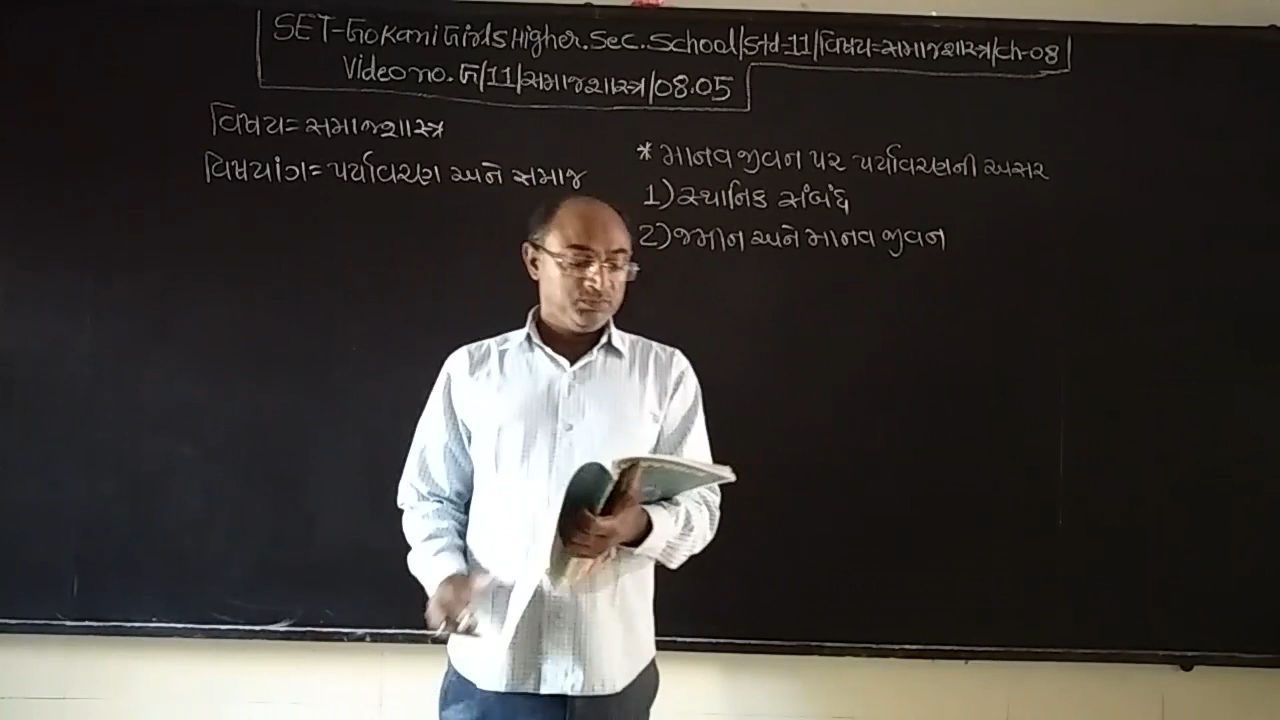 SET-Gokani Girls Higher.Sec.School/Std-11/વિષય=સમાજશાસ્ત્ર/ch-08
Video no. G/11/સમાજશાસ્ત્ર/08.05
વિષય=સમાજશાસ્ત્ર
વિષયાંગ=પર્યાવરણ અને સમાજ
* માનવ જીવન પર પર્યાવરણની અસર
1) સ્થાનિક સંબંધ
2) જમીન અને માનવ જીવન